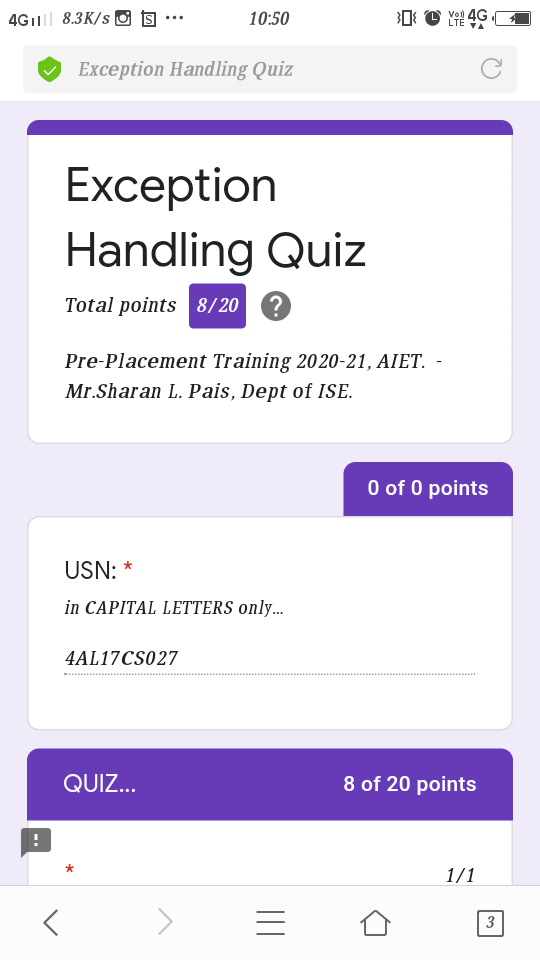 4G 8.3K/s S ... 10:50 Vo) LTE 4G
Exception Handling Quiz
Exception
Handling Quiz
Total points 8/20 ?
Pre-Placement Training 2020-21, AIET. -
Mr.Sharan L. Pais, Dept of ISE.
0 of 0 points
USN: *
in CAPITAL LETTERS only...
4AL17CS027
QUIZ... 8 of 20 points
!
* 1/1
3